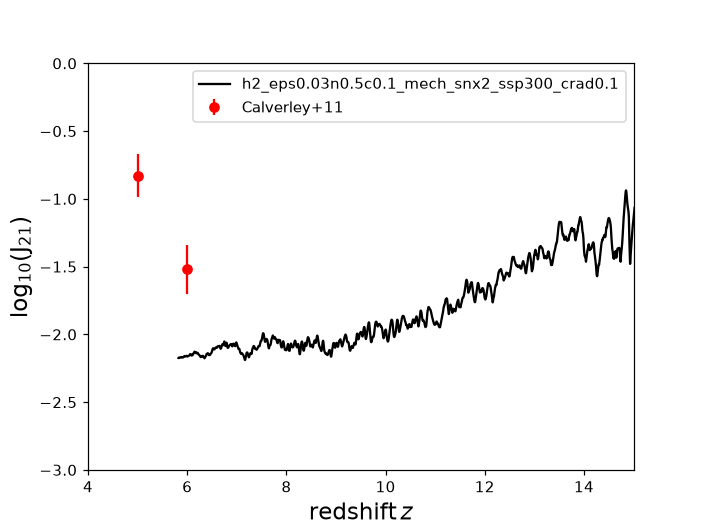 0.0
−0.5
−1.0
−1.5
−2.0
−2.5
−3.0
log10(J21)
h2_eps0.03n0.5c0.1_mech_snx2_ssp300_crad0.1
Calverley+11
4 6 8 10 12 14
redshift z